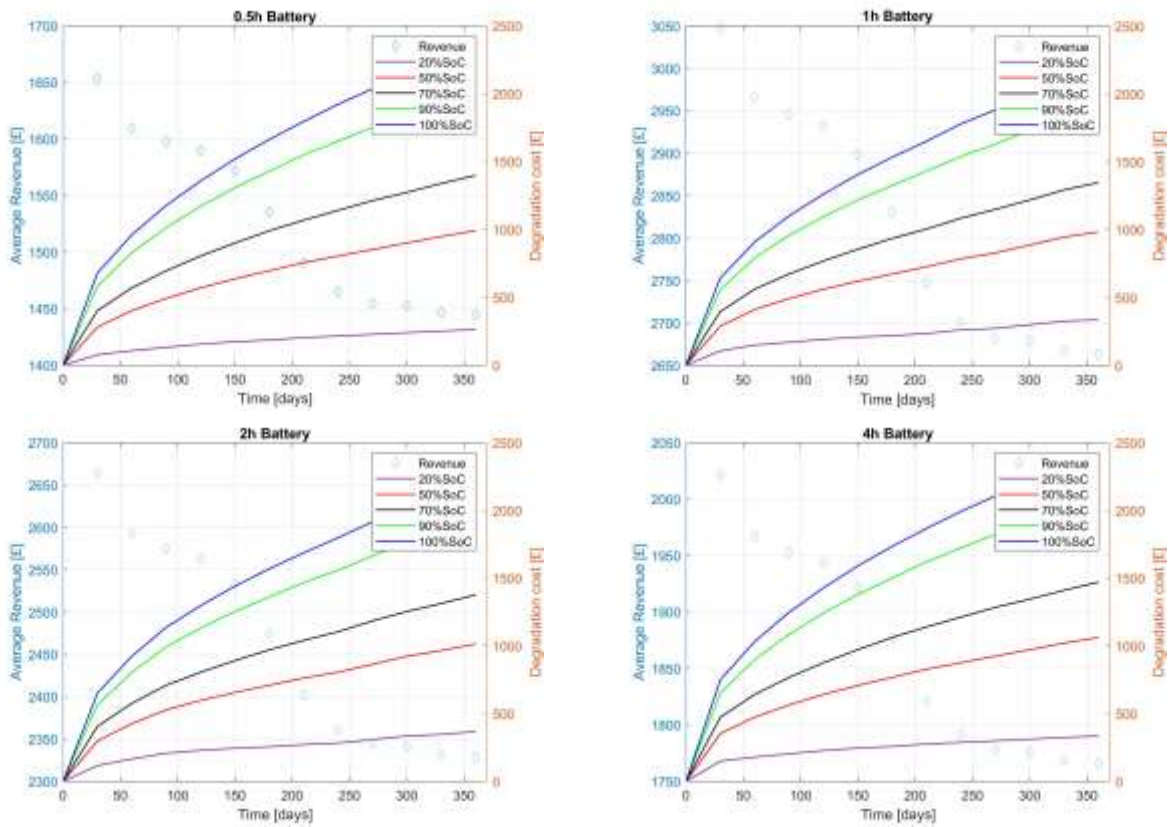 0.5h Battery
1700
1650
1600
1550
1500
1450
1400
Average Revenue [£]
0 50 100 150 200 250 300 350
Time [days]
2500
2000
1500
1000
500
0
Degradation cost [£]
Revenue
20%SoC
50%SoC
70%SoC
90%SoC
100%SoC
1h Battery
3050
3000
2950
2900
2850
2800
2750
2700
2650
Average Revenue [£]
0 50 100 150 200 250 300 350
Time [days]
2500
2000
1500
1000
500
0
Degradation cost [£]
Revenue
20%SoC
50%SoC
70%SoC
90%SoC
100%SoC
2h Battery
2700
2650
2600
2550
2500
2450
2400
2350
2300
Average Revenue [£]
0 50 100 150 200 250 300 350
Time [days]
2500
2000
1500
1000
500
0
Degradation cost [£]
Revenue
20%SoC
50%SoC
70%SoC
90%SoC
100%SoC
4h Battery
2050
2000
1950
1900
1850
1800
1750
Average Revenue [£]
0 50 100 150 200 250 300 350
Time [days]
2500
2000
1500
1000
500
0
Degradation cost [£]
Revenue
20%SoC
50%SoC
70%SoC
90%SoC
100%SoC